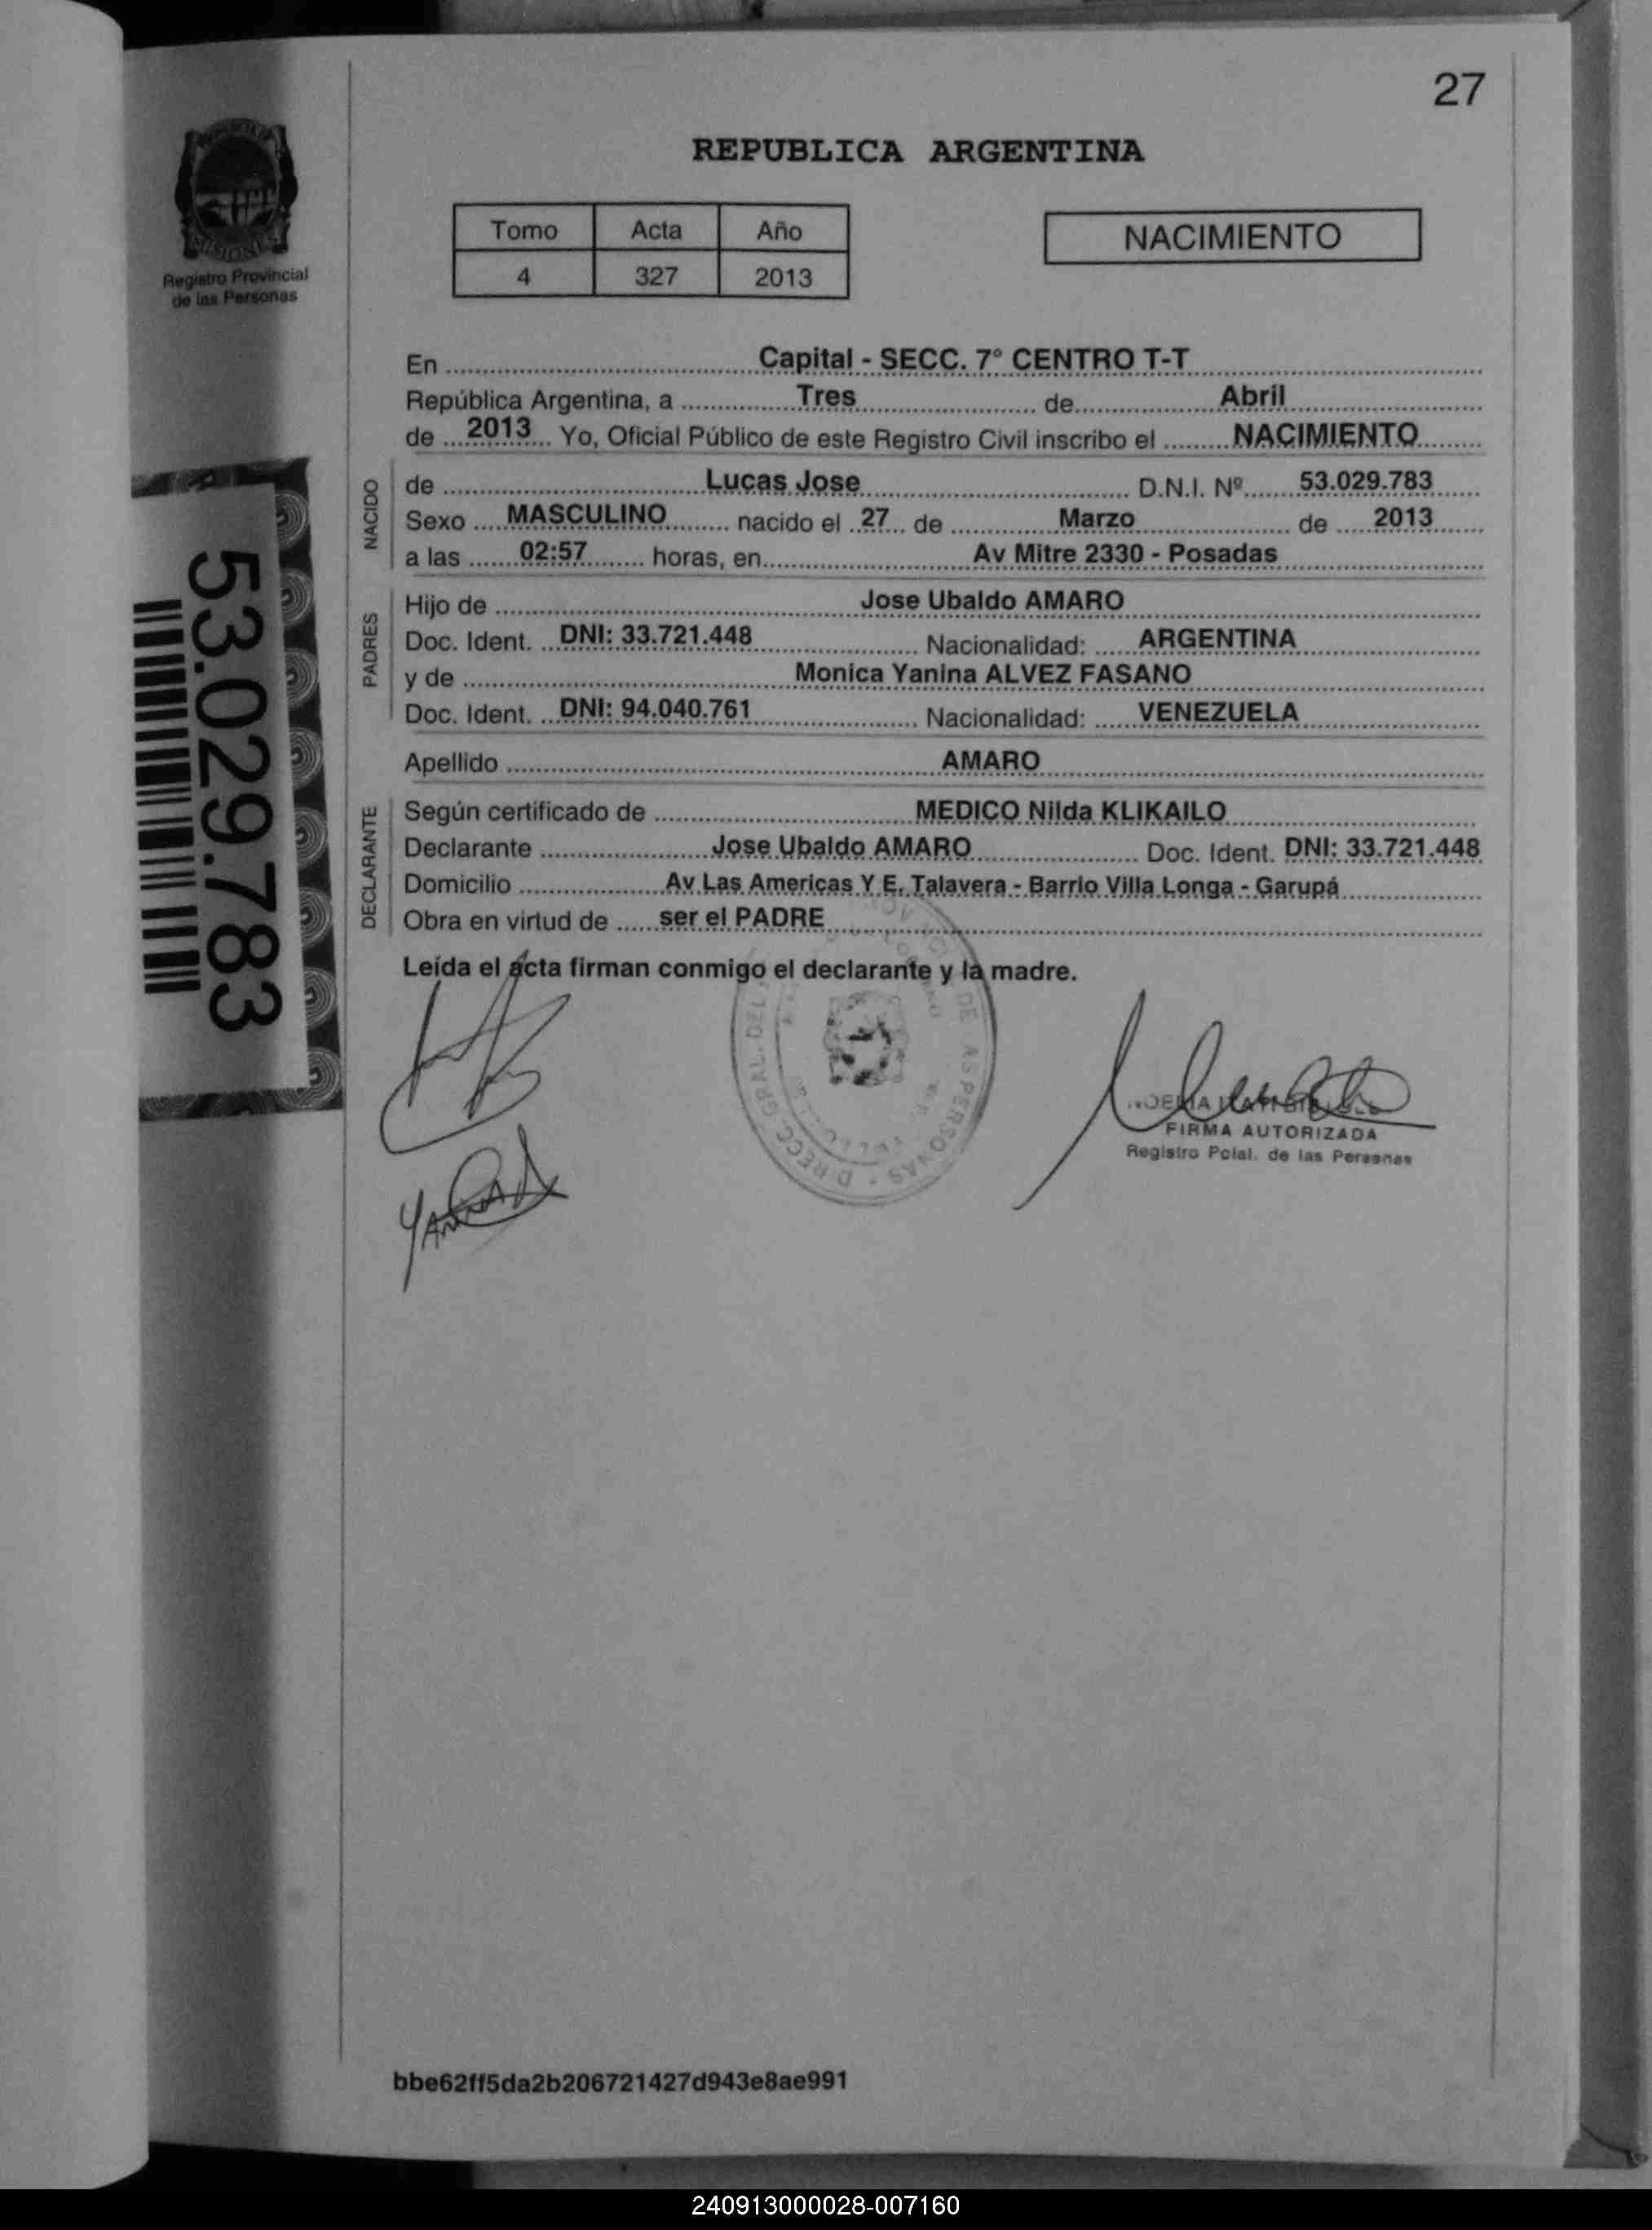 27
REPUBLICA ARGENTINA
Registro Provincial
de las Personas
Tomo Acta Año
4 327 2013
NACIMIENTO
En Capital - SECC. 7° CENTRO T-T
República Argentina, a Tres de Abril
de 2013 Yo, Oficial Público de este Registro Civil inscribo el NACIMIENTO
NACIDO
de Lucas Jose D.N.I. Nº 53.029.783
Sexo MASCULINO nacido el 27 de Marzo de 2013
a las 02:57 horas, en Av Mitre 2330 - Posadas
PADRES
Hijo de Jose Ubaldo AMARO
Doc. Ident. DNI: 33.721.448 Nacionalidad: ARGENTINA
y de Monica Yanina ALVEZ FASANO
Doc. Ident. DNI: 94.040.761 Nacionalidad: VENEZUELA
Apellido AMARO
DECLARANTE
Según certificado de MEDICO Nilda KLIKAILO
Declarante Jose Ubaldo AMARO Doc. Ident. DNI: 33.721.448
Domicilio Av Las Americas Y E. Talavera - Barrio Villa Longa - Garupá
Obra en virtud de ser el PADRE
Leída el acta firman conmigo el declarante y la madre.
53.029.783
FIRMA AUTORIZADA
Registro Polal. de las Personas
bbe62ff5da2b206721427d943e8ae991
240913000028-007160